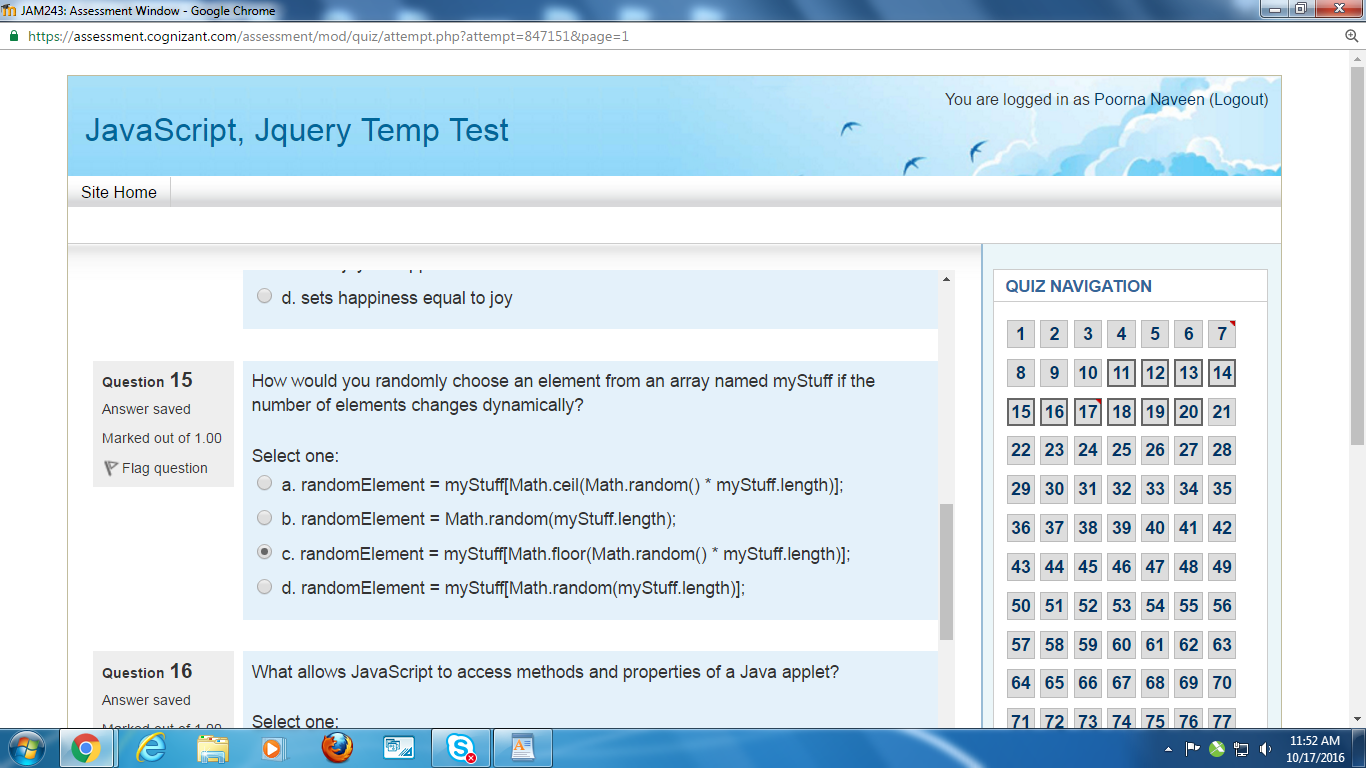 JAM243: Assessment Window - Google Chrome
https://assessment.cognizant.com/assessment/mod/quiz/attempt.php?attempt=847151&page=1
You are logged in as Poorna Naveen (Logout)
JavaScript, Jquery Temp Test
Site Home
d. sets happiness equal to joy
Question 15
Answer saved
Marked out of 1.00
Flag question
How would you randomly choose an element from an array named myStuff if the
number of elements changes dynamically?
Select one:
a. randomElement = myStuff[Math.ceil(Math.random() * myStuff.length)];
b. randomElement = Math.random(myStuff.length);
c. randomElement = myStuff[Math.floor(Math.random() * myStuff.length)];
d. randomElement = myStuff[Math.random(myStuff.length)];
Question 16
Answer saved
Marked out of 1.00
What allows JavaScript to access methods and properties of a Java applet?
Select one:
QUIZ NAVIGATION
1 2 3 4 5 6 7
8 9 10 11 12 13 14
15 16 17 18 19 20 21
22 23 24 25 26 27 28
29 30 31 32 33 34 35
36 37 38 39 40 41 42
43 44 45 46 47 48 49
50 51 52 53 54 55 56
57 58 59 60 61 62 63
64 65 66 67 68 69 70
71 72 73 74 75 76 77
11:52 AM
10/17/2016